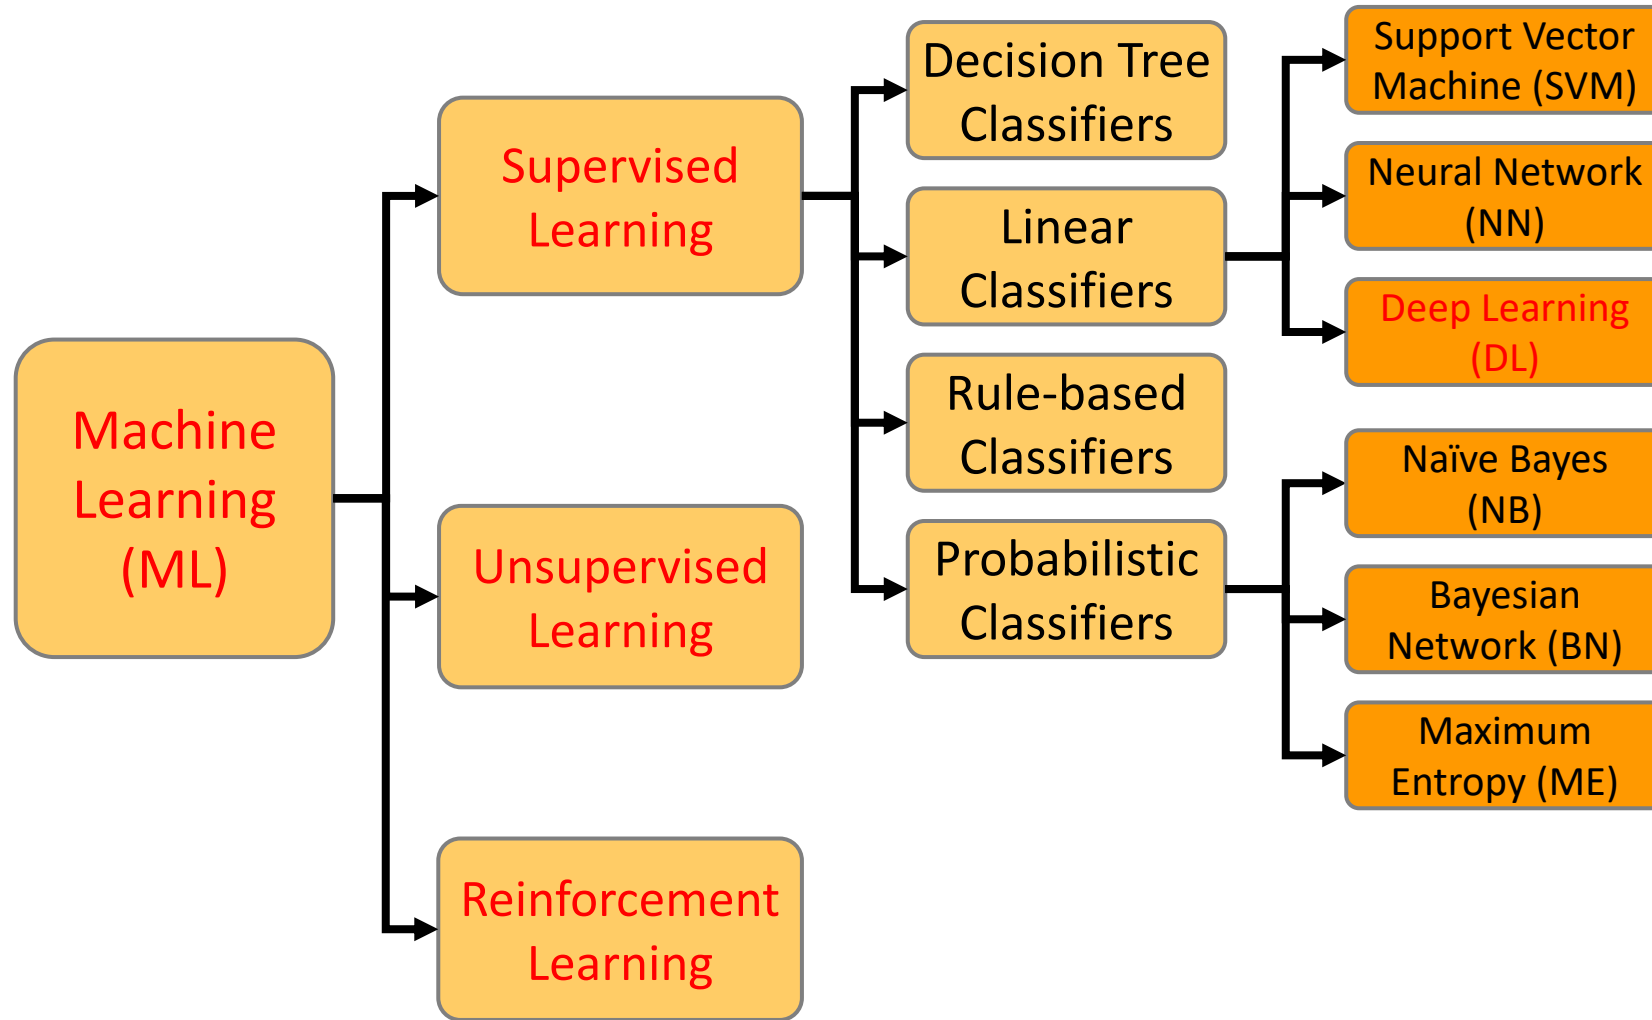 Machine
Learning
(ML)
Supervised
Learning
Unsupervised
Learning
Reinforcement
Learning
Decision Tree
Classifiers
Linear
Classifiers
Rule-based
Classifiers
Probabilistic
Classifiers
Support Vector
Machine (SVM)
Neural Network
(NN)
Deep Learning
(DL)
Naïve Bayes
(NB)
Bayesian
Network (BN)
Maximum
Entropy (ME)